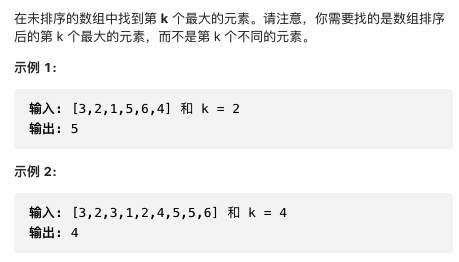 在未排序的数组中找到第 k 个最大的元素。请注意，你需要找的是数组排序
后的第 k 个最大的元素，而不是第 k 个不同的元素。
示例 1:
输入: [3,2,1,5,6,4] 和 k = 2
输出: 5
示例 2:
输入: [3,2,3,1,2,4,5,5,6] 和 k = 4
输出: 4